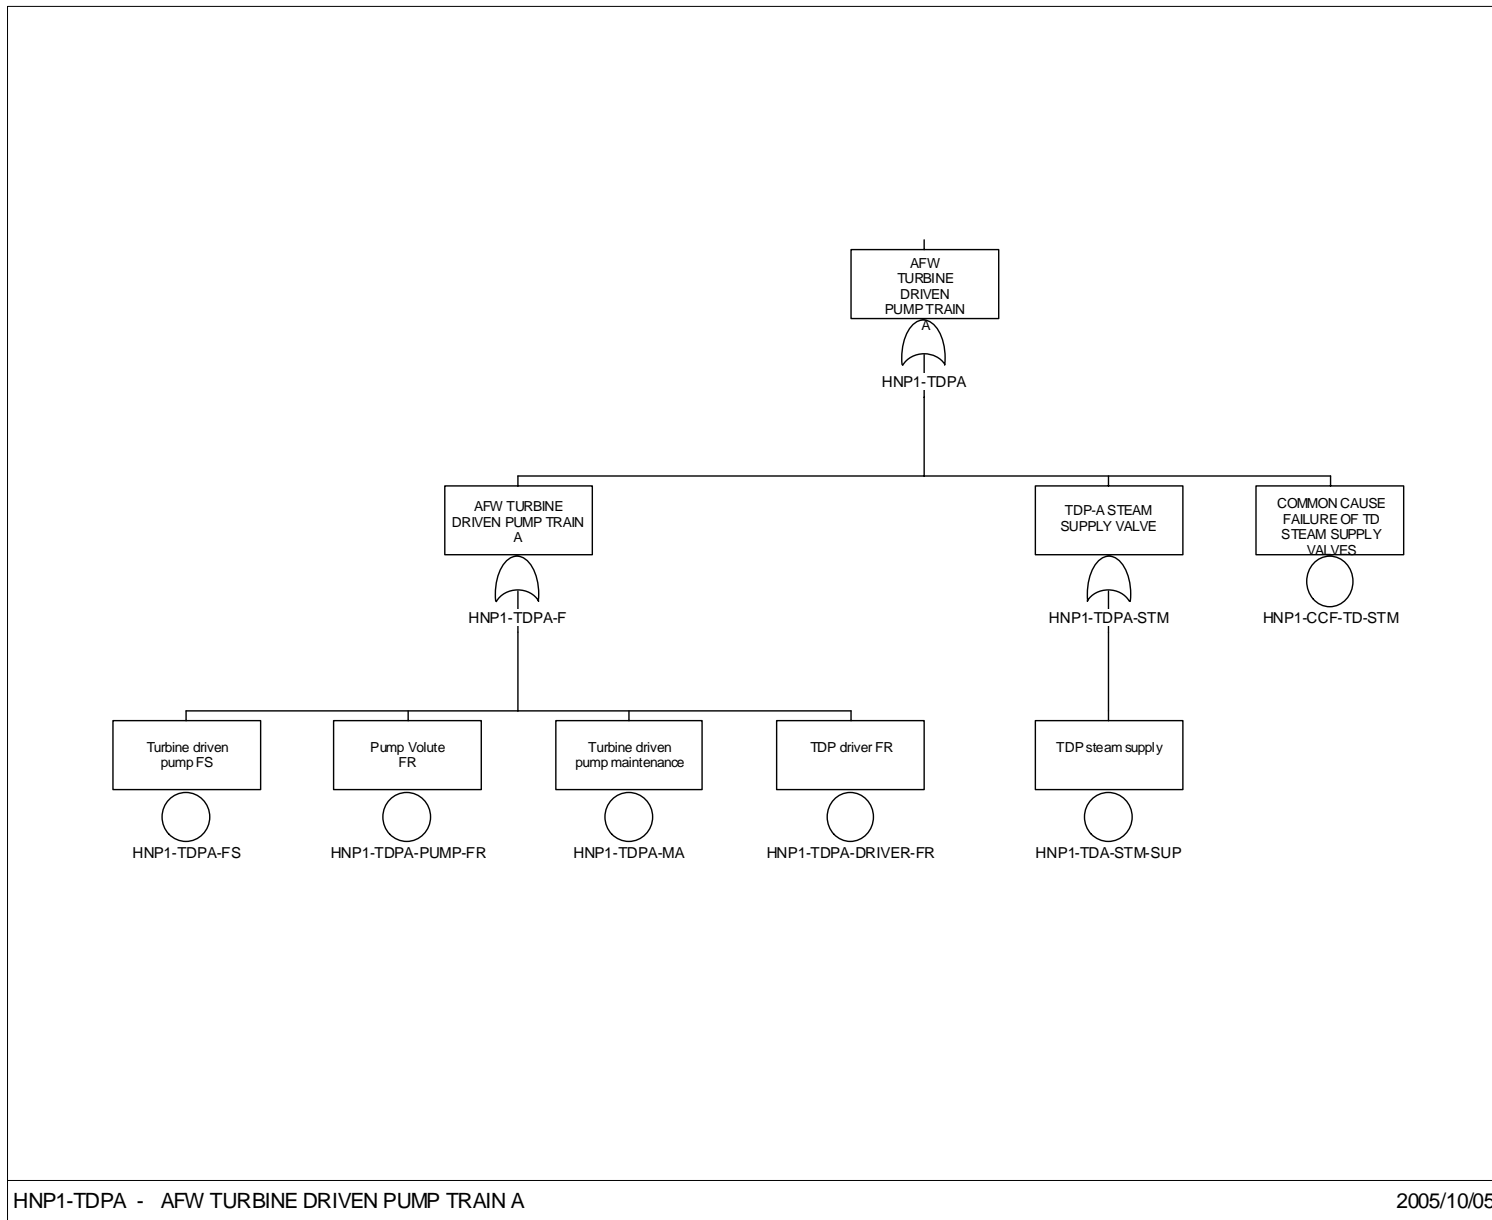 AFW
TURBINE
DRIVEN
PUMP TRAIN
A
HNP1-TDPA
AFW TURBINE
DRIVEN PUMP TRAIN
A
HNP1-TDPA-F
TDP-A STEAM
SUPPLY VALVE
HNP1-TDPA-STM
COMMON CAUSE
FAILURE OF TD
STEAM SUPPLY
VALVES
HNP1-CCF-TD-STM
Turbine driven
pump FS
HNP1-TDPA-FS
Pump Volute
FR
HNP1-TDPA-PUMP-FR
Turbine driven
pump maintenance
HNP1-TDPA-MA
TDP driver FR
HNP1-TDPA-DRIVER-FR
TDP steam supply
HNP1-TDA-STM-SUP
HNP1-TDPA - AFW TURBINE DRIVEN PUMP TRAIN A
2005/10/05